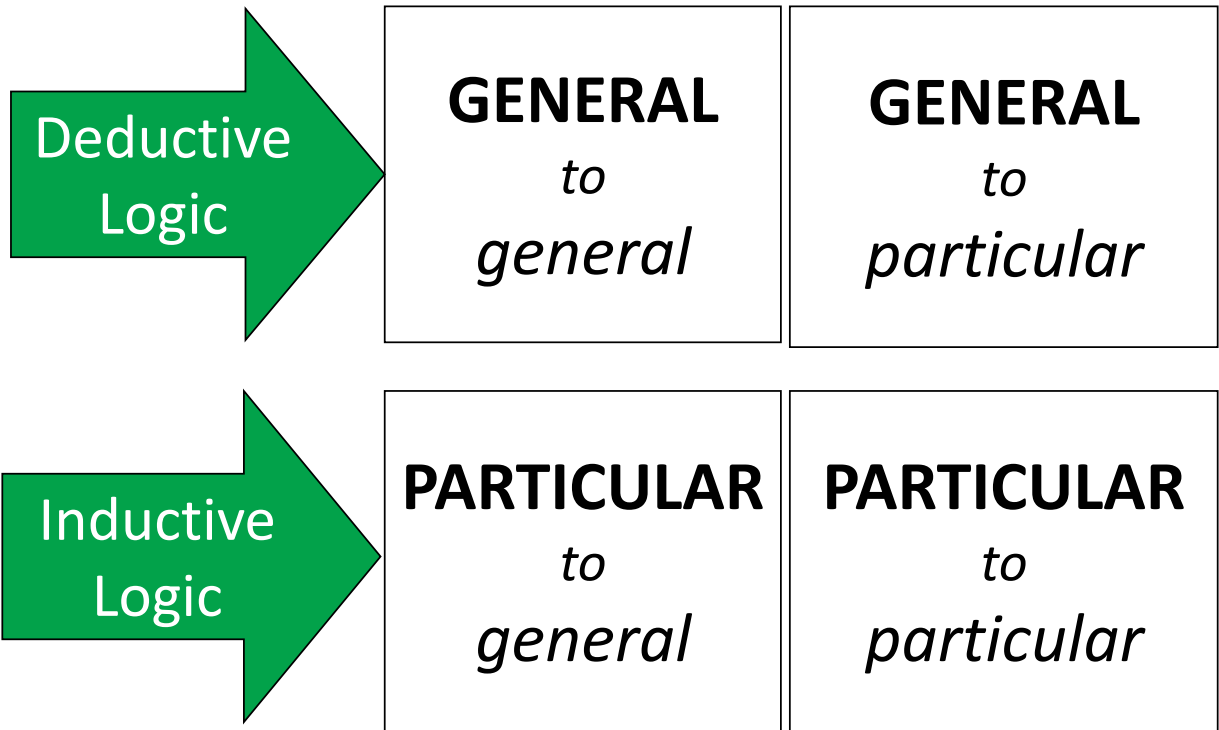 Deductive
Logic
GENERAL
to
general
GENERAL
to
particular
Inductive
Logic
PARTICULAR
to
general
PARTICULAR
to
particular